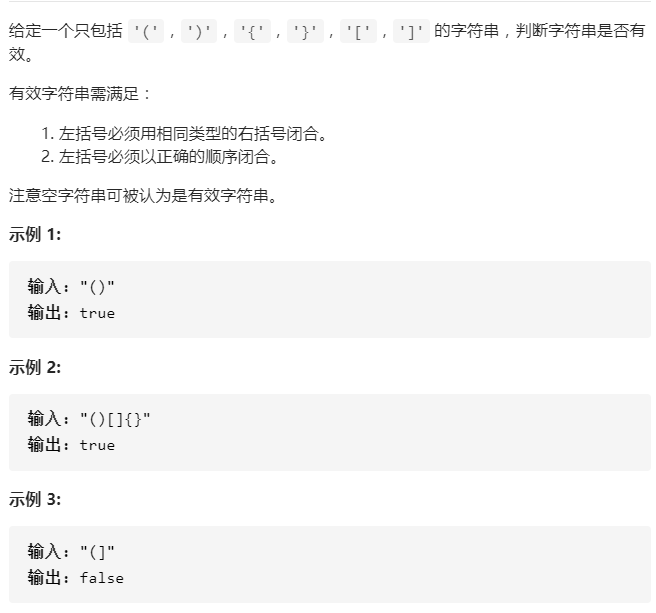 给定一个只包括 '(' ，')' ，'{' ，'}' ，'[' ，']' 的字符串，判断字符串是否有
效。
有效字符串需满足：
1. 左括号必须用相同类型的右括号闭合。
2. 左括号必须以正确的顺序闭合。
注意空字符串可被认为是有效字符串。
示例 1:
输入: "()"
输出: true
示例 2:
输入: "()[]{}"
输出: true
示例 3:
输入: "(]"
输出: false